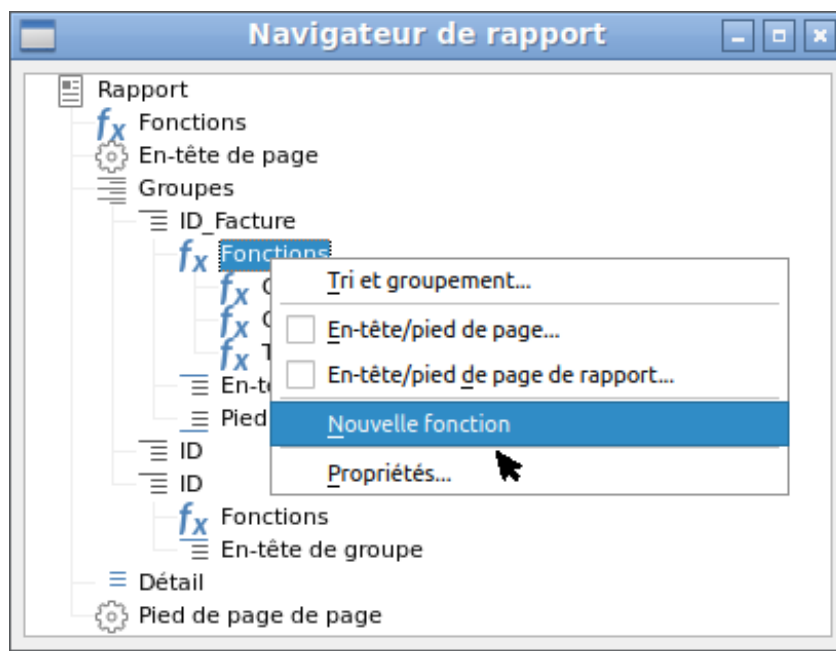 Navigateur de rapport
Rapport
Fonctions
En-tête de page
Groupes
ID_Facture
Fonctions
Tri et groupement...
En-tête/pied de page...
En-tête/pied de page de rapport...
Pied
Nouvelle fonction
ID
Propriétés...
ID
Fonctions
En-tête de groupe
Détail
Pied de page de page